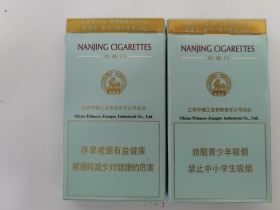 NANJING CIGARETTES
江苏中烟工业有限责任公司出品
China Tobacco Jiangsu Industrial Co., Ltd.
尽早戒烟有益健康
戒烟可减少对健康的危害
NANJING CIGARETTES
江苏中烟工业有限责任公司出品
China Tobacco Jiangsu Industrial Co., Ltd.
劝阻青少年吸烟
禁止中小学生吸烟